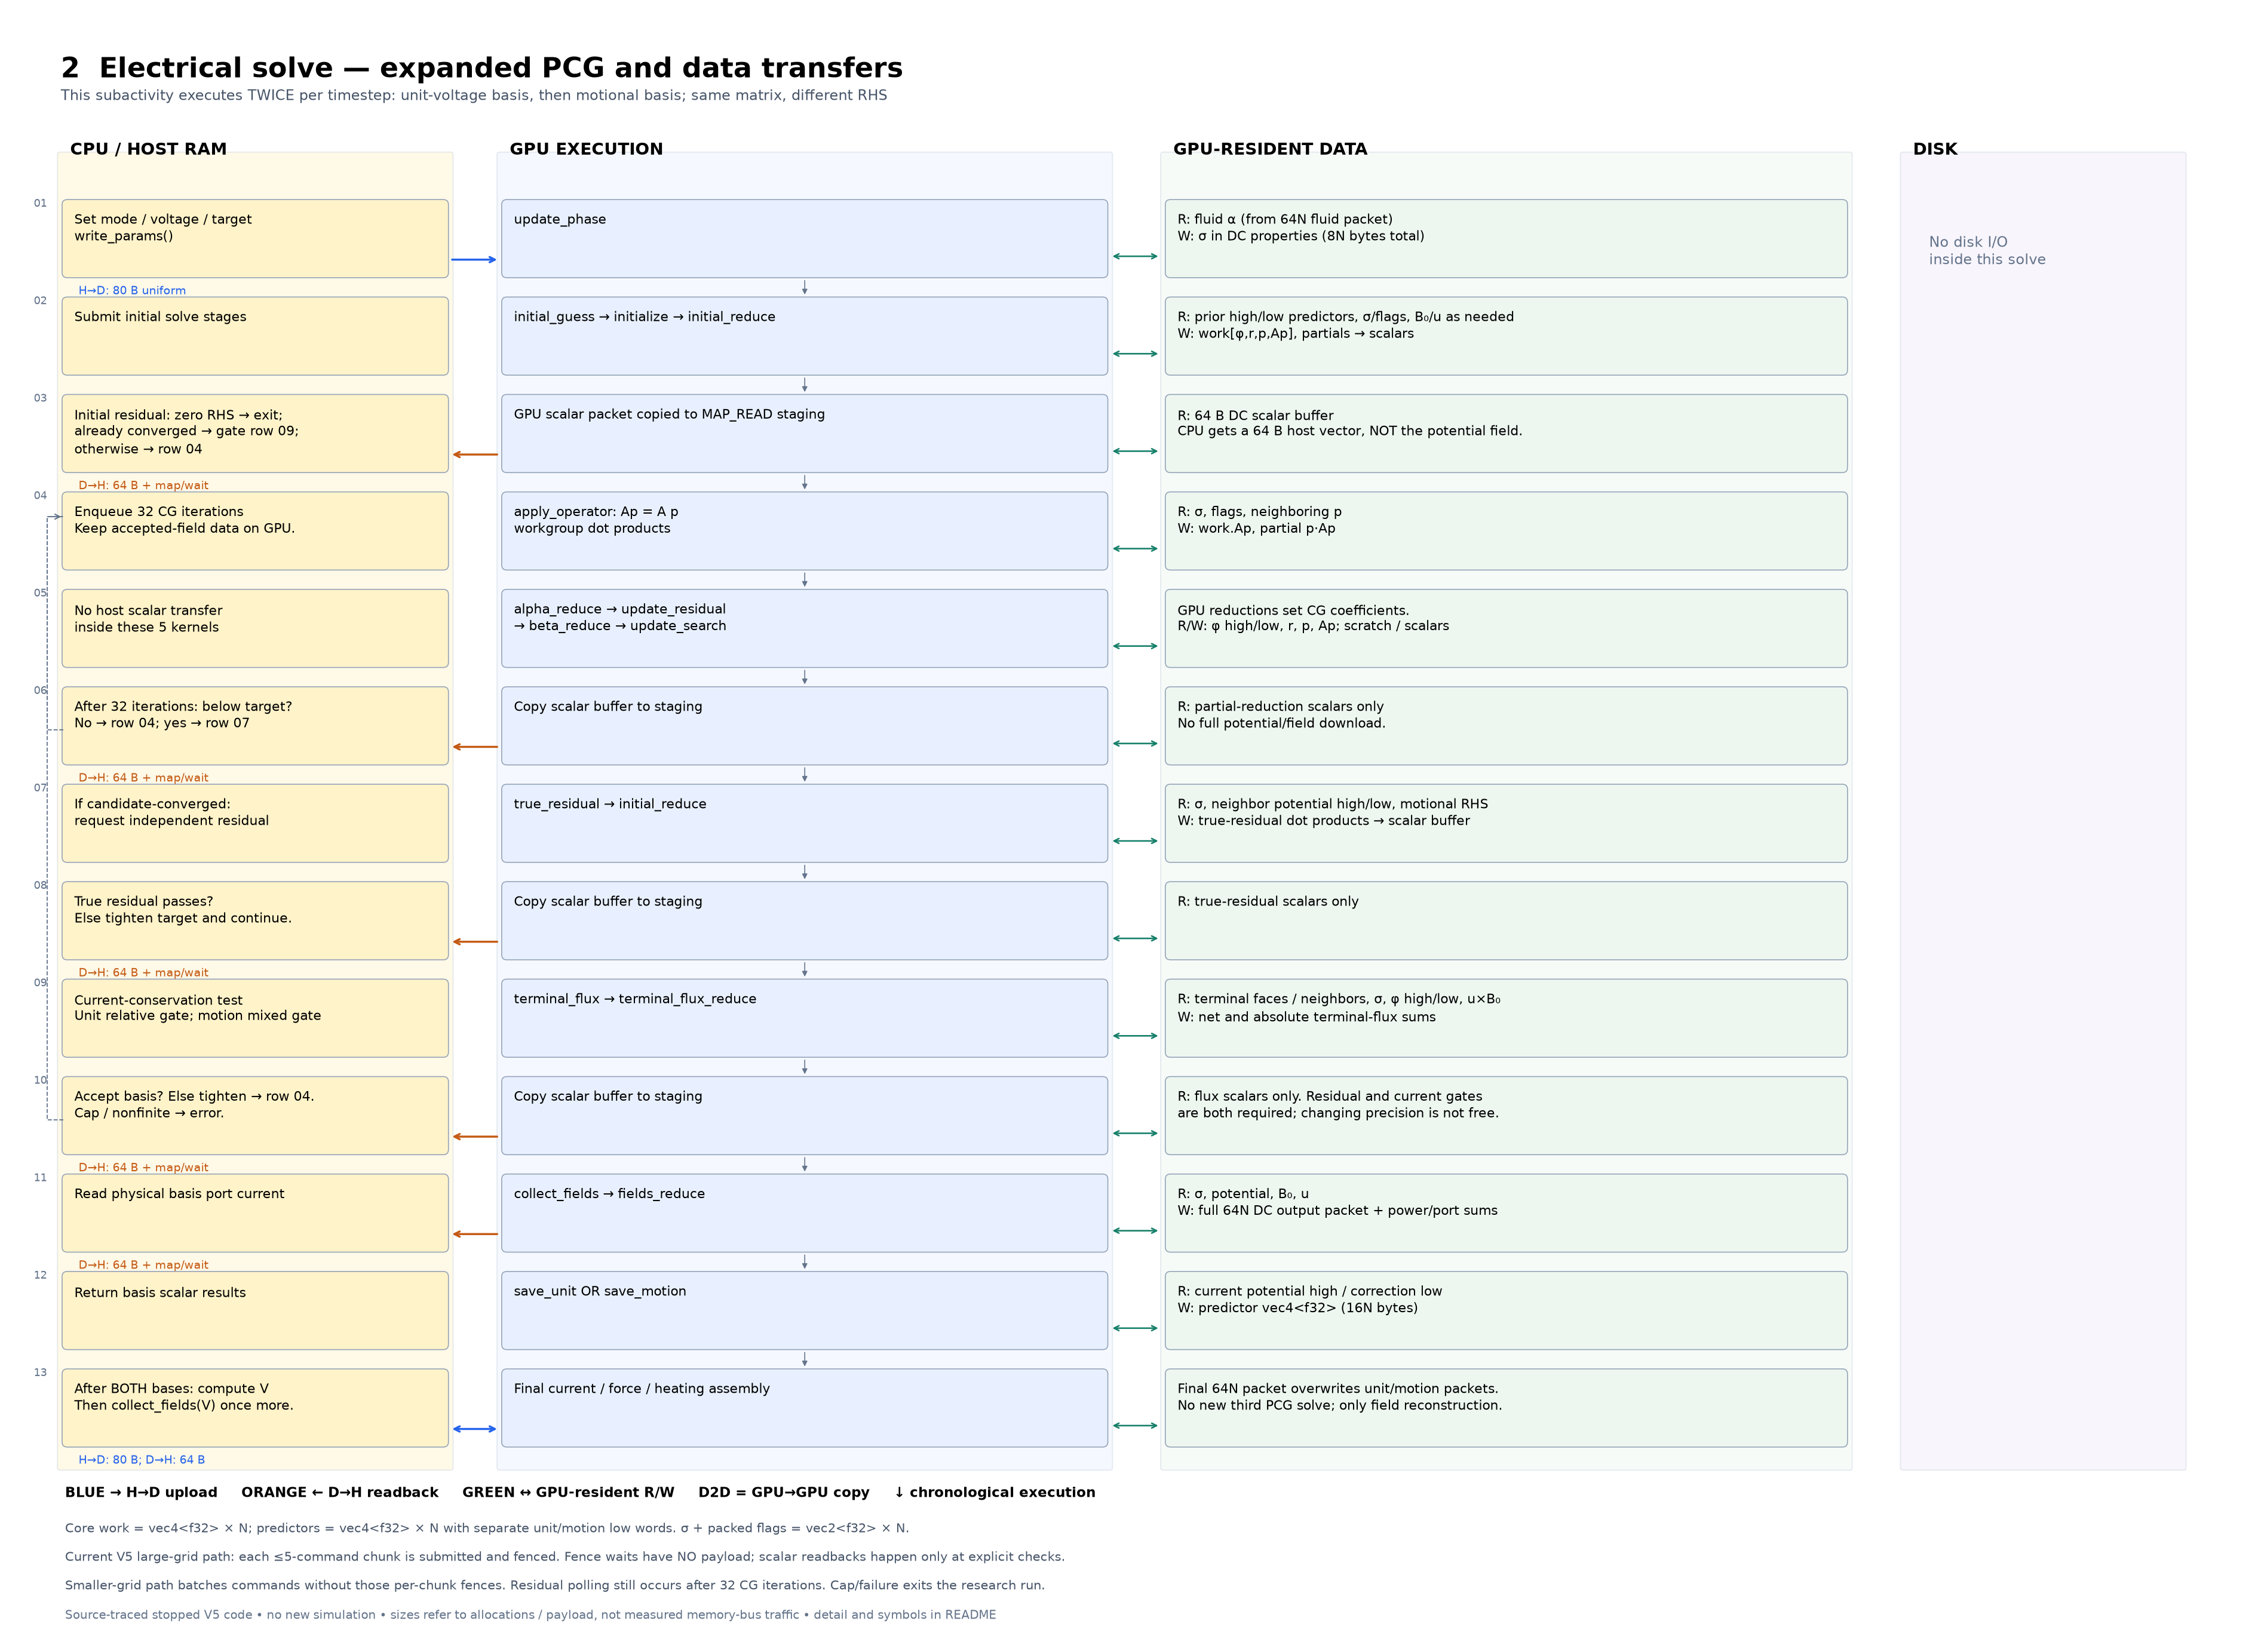 2  Electrical solve — expanded PCG and data transfers
This subactivity executes TWICE per timestep: unit-voltage basis, then motional basis; same matrix, different RHS
CPU / HOST RAM
GPU EXECUTION
GPU-RESIDENT DATA
DISK
01
Set mode / voltage / target
write_params()
H→D: 80 B uniform
update_phase
R: fluid α (from 64N fluid packet)
W: σ in DC properties (8N bytes total)
No disk I/O
inside this solve
02
Submit initial solve stages
initial_guess → initialize → initial_reduce
R: prior high/low predictors, σ/flags, B₀/u as needed
W: work[φ,r,p,Ap], partials → scalars
03
Initial residual: zero RHS → exit;
already converged → gate row 09;
otherwise → row 04
D→H: 64 B + map/wait
GPU scalar packet copied to MAP_READ staging
R: 64 B DC scalar buffer
CPU gets a 64 B host vector, NOT the potential field.
04
Enqueue 32 CG iterations
Keep accepted-field data on GPU.
apply_operator: Ap = A p
workgroup dot products
R: σ, flags, neighboring p
W: work.Ap, partial p·Ap
05
No host scalar transfer
inside these 5 kernels
alpha_reduce → update_residual
→ beta_reduce → update_search
GPU reductions set CG coefficients.
R/W: φ high/low, r, p, Ap; scratch / scalars
06
After 32 iterations: below target?
No → row 04; yes → row 07
D→H: 64 B + map/wait
Copy scalar buffer to staging
R: partial-reduction scalars only
No full potential/field download.
07
If candidate-converged:
request independent residual
true_residual → initial_reduce
R: σ, neighbor potential high/low, motional RHS
W: true-residual dot products → scalar buffer
08
True residual passes?
Else tighten target and continue.
D→H: 64 B + map/wait
Copy scalar buffer to staging
R: true-residual scalars only
09
Current-conservation test
Unit relative gate; motion mixed gate
terminal_flux → terminal_flux_reduce
R: terminal faces / neighbors, σ, φ high/low, u×B₀
W: net and absolute terminal-flux sums
10
Accept basis? Else tighten → row 04.
Cap / nonfinite → error.
D→H: 64 B + map/wait
Copy scalar buffer to staging
R: flux scalars only. Residual and current gates
are both required; changing precision is not free.
11
Read physical basis port current
D→H: 64 B + map/wait
collect_fields → fields_reduce
R: σ, potential, B₀, u
W: full 64N DC output packet + power/port sums
12
Return basis scalar results
save_unit OR save_motion
R: current potential high / correction low
W: predictor vec4<f32> (16N bytes)
13
After BOTH bases: compute V
Then collect_fields(V) once more.
H→D: 80 B; D→H: 64 B
Final current / force / heating assembly
Final 64N packet overwrites unit/motion packets.
No new third PCG solve; only field reconstruction.
BLUE → H→D upload     ORANGE ← D→H readback     GREEN ↔ GPU-resident R/W     D2D = GPU→GPU copy     ↓ chronological execution
Core work = vec4<f32> × N; predictors = vec4<f32> × N with separate unit/motion low words. σ + packed flags = vec2<f32> × N.
Current V5 large-grid path: each ≤5-command chunk is submitted and fenced. Fence waits have NO payload; scalar readbacks happen only at explicit checks.
Smaller-grid path batches commands without those per-chunk fences. Residual polling still occurs after 32 CG iterations. Cap/failure exits the research run.
Source-traced stopped V5 code • no new simulation • sizes refer to allocations / payload, not measured memory-bus traffic • detail and symbols in README